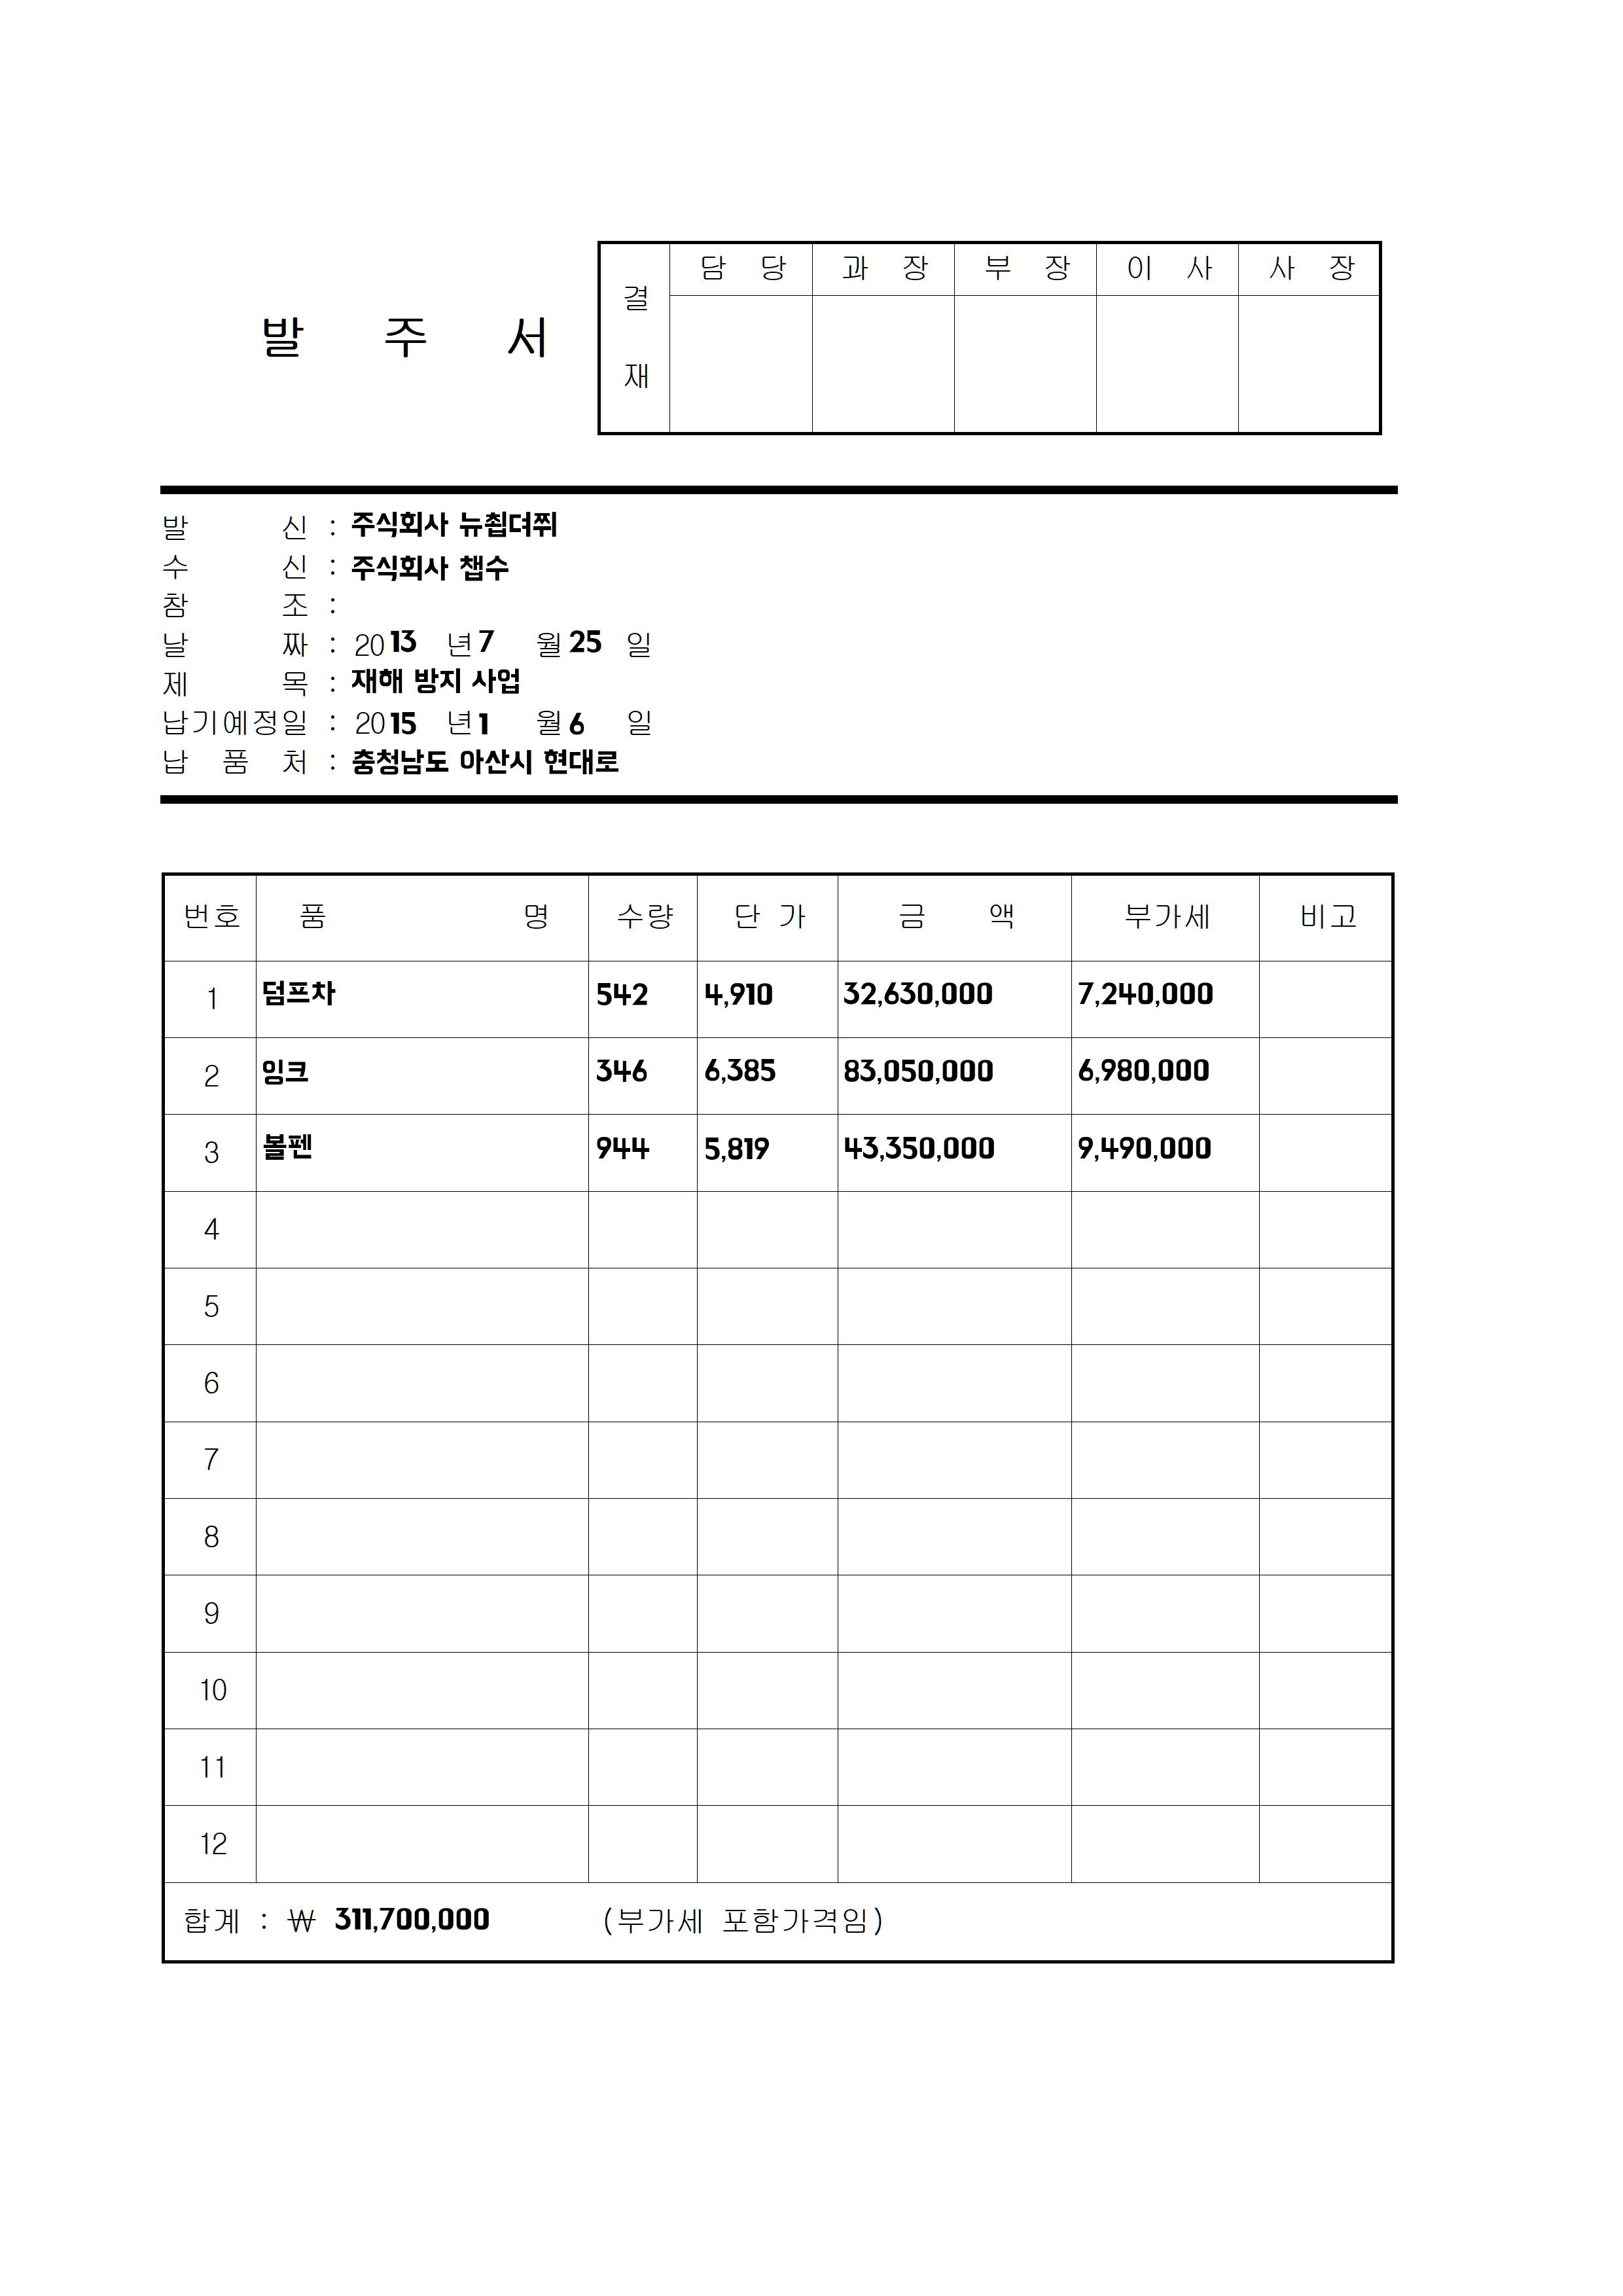 발 주 서
결 재
담 당 과 장 부 장 이 사 사 장
발 신 : 주식회사 뉴쵭뎌쮜
수 신 : 주식회사 챕수
참 조 :
날 짜 : 2013 년 7 월 25 일
제 목 : 재해 방지 사업
납기예정일 : 2015 년 1 월 6 일
납 품 처 : 충청남도 아산시 현대로
번호 품 명 수량 단 가 금 액 부가세 비고
1 덤프차 542 4,910 32,630,000 7,240,000
2 잉크 346 6,385 83,050,000 6,980,000
3 볼펜 944 5,819 43,350,000 9,490,000
4
5
6
7
8
9
10
11
12
합계 : ₩ 311,700,000 (부가세 포함가격임)